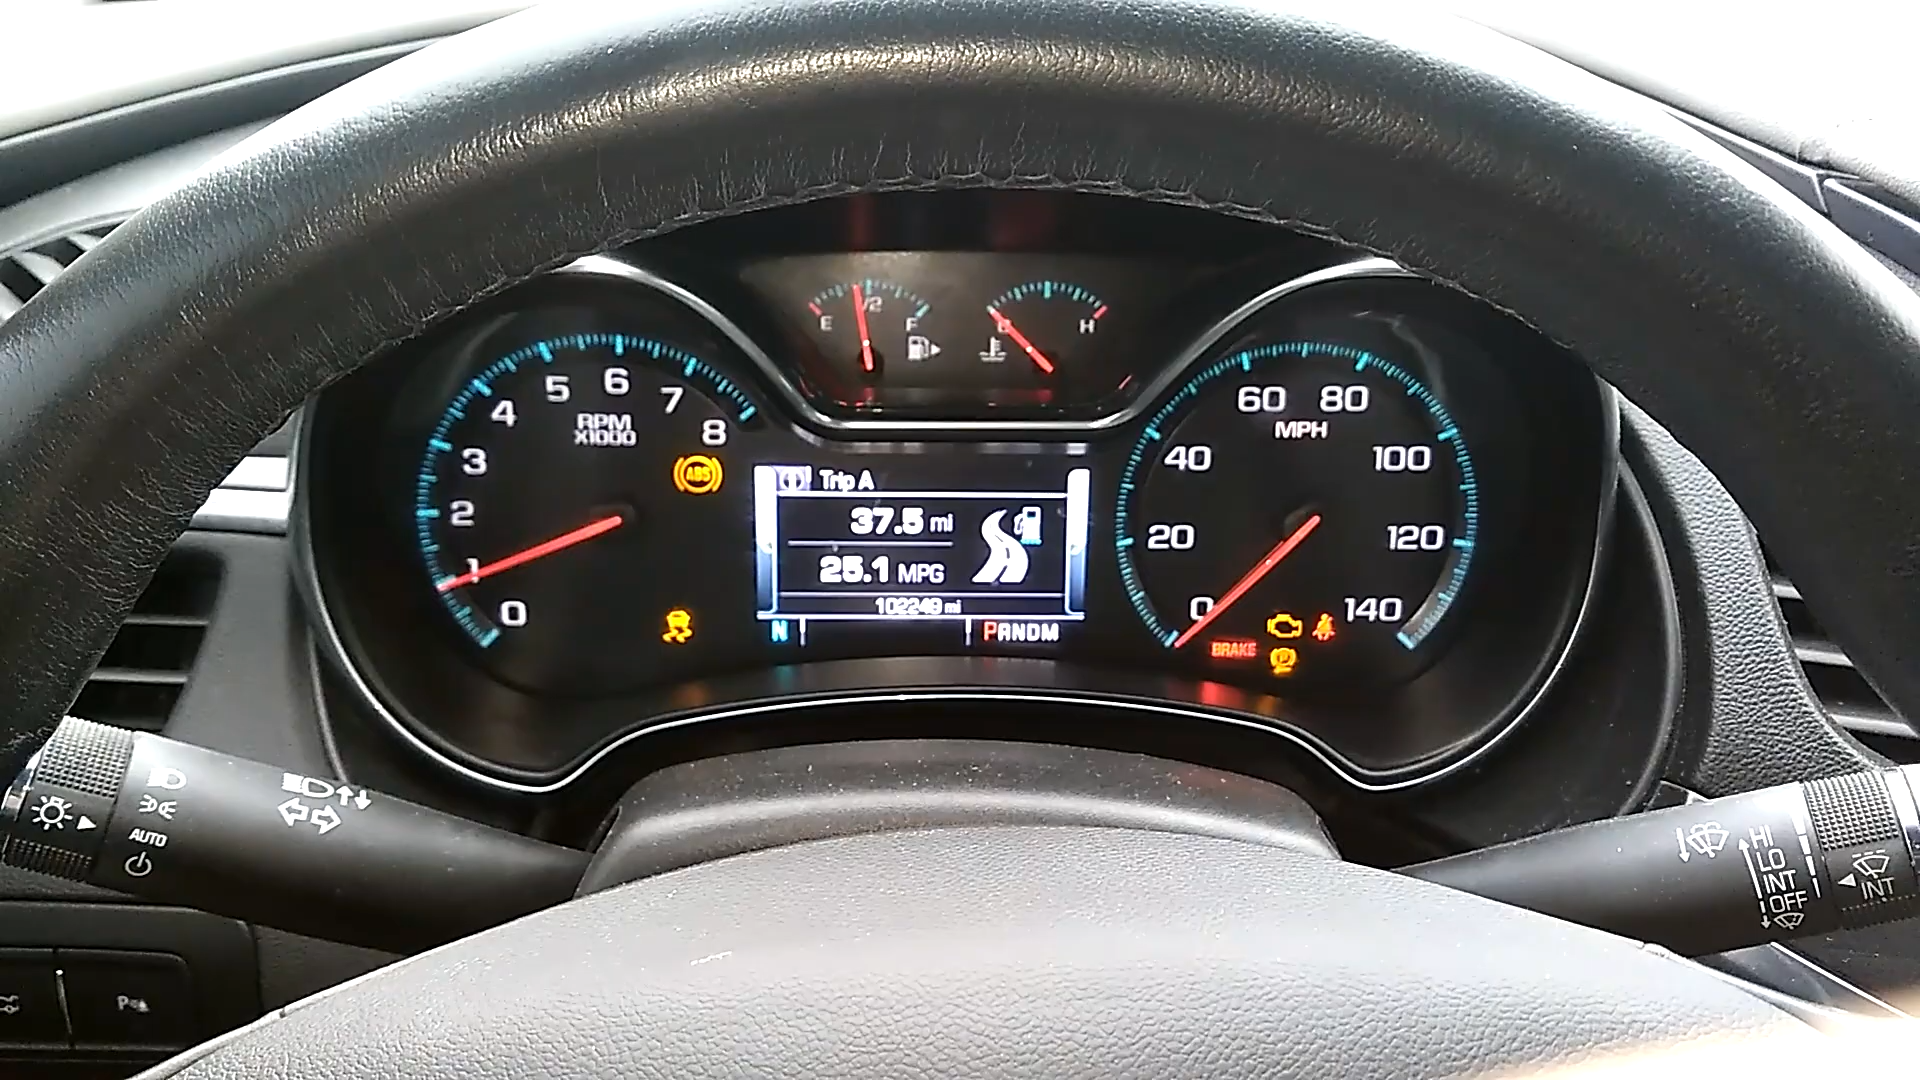 E 1/2 F
C H
5 6 7
4 8
3
2
1
0
RPM
X1000
ABS
Trip A
37.5 mi
25.1 MPG
102249 mi
N PRNDM
60 80
MPH
40 100
20 120
0 140
BRAKE
AUTO
HI
LO
INT
OFF
INT
P